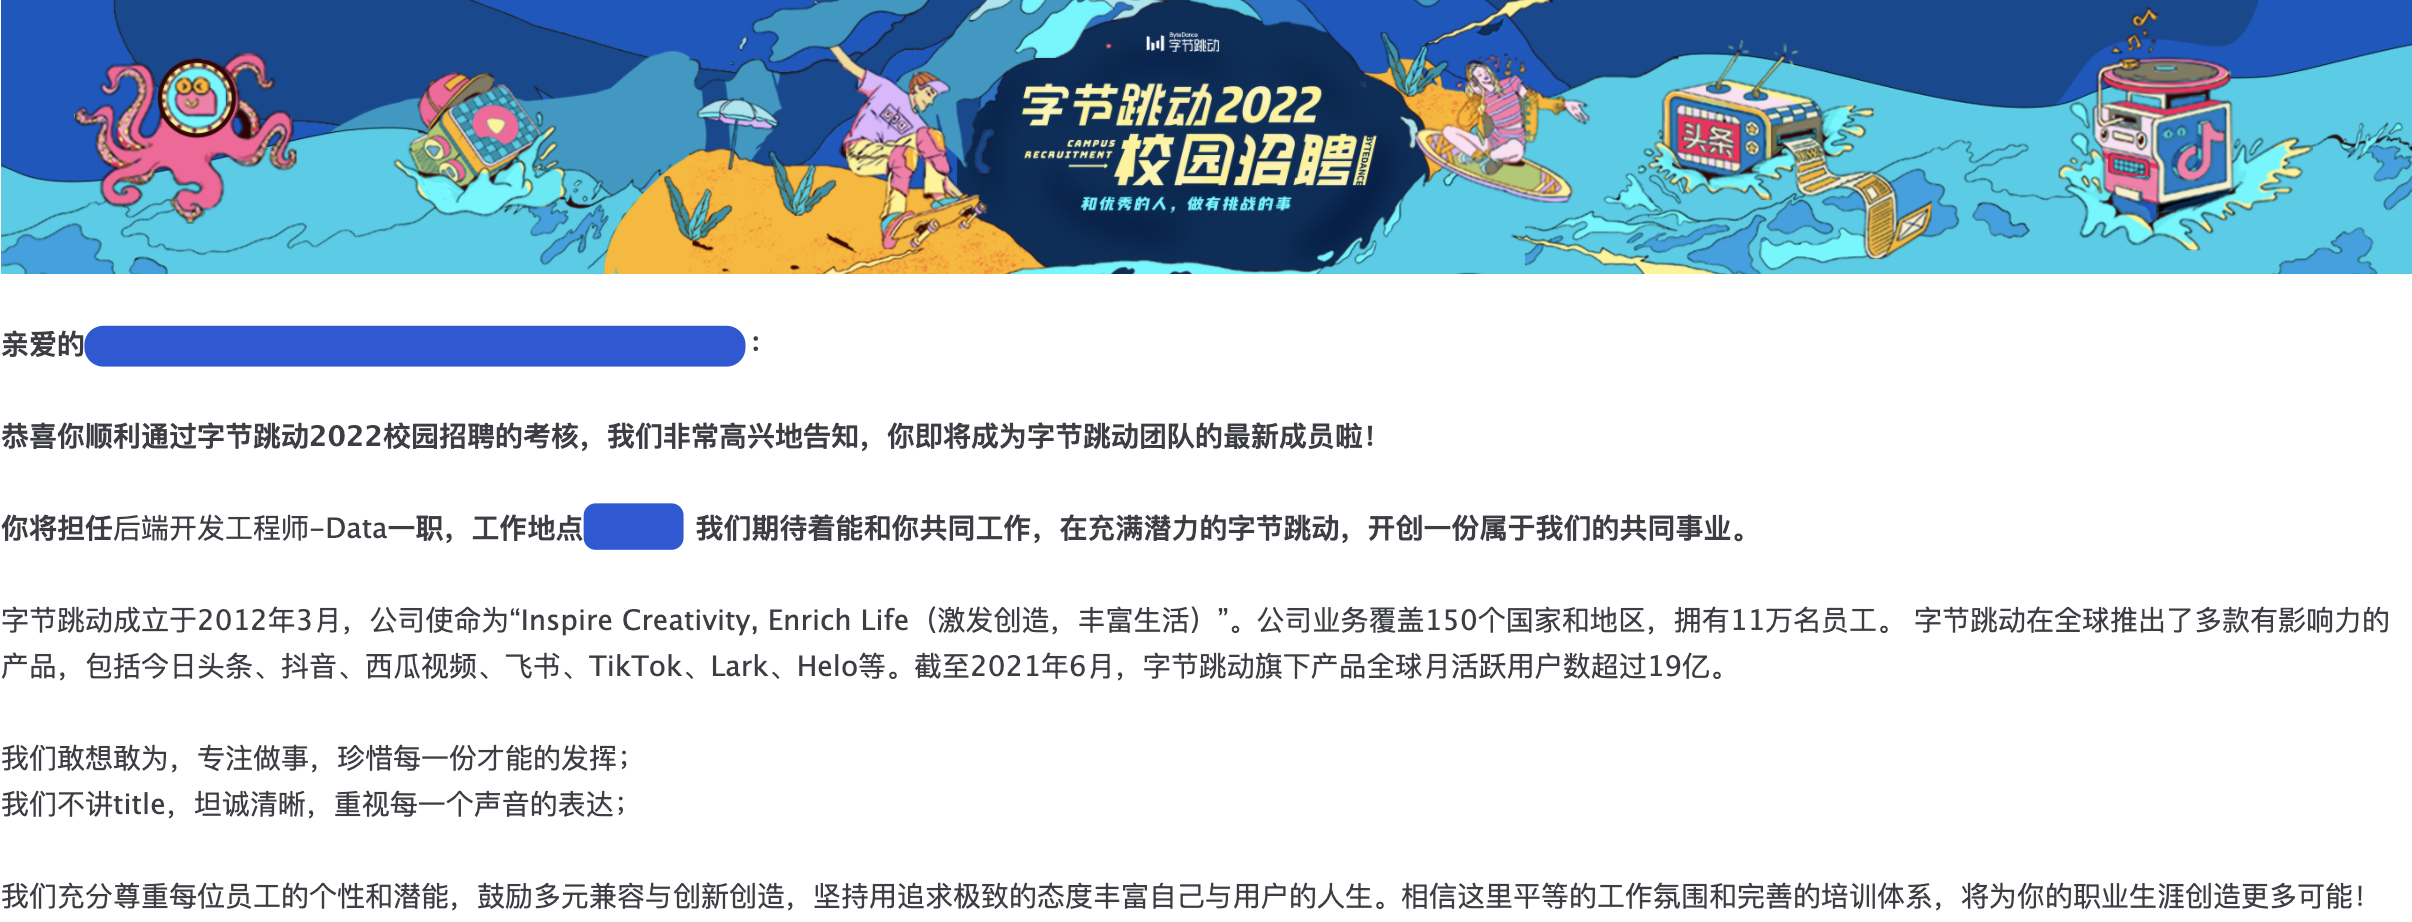 ByteDance
字节跳动
字节跳动2022
CAMPUS
RECRUITMENT
校园招聘
BYTEDANCE
和优秀的人，做有挑战的事
头条
亲爱的：
恭喜你顺利通过字节跳动2022校园招聘的考核，我们非常高兴地告知，你即将成为字节跳动团队的最新成员啦！
你将担任后端开发工程师-Data一职，工作地点 我们期待着能和你共同工作，在充满潜力的字节跳动，开创一份属于我们的共同事业。
字节跳动成立于2012年3月，公司使命为“Inspire Creativity, Enrich Life（激发创造，丰富生活）”。公司业务覆盖150个国家和地区，拥有11万名员工。 字节跳动在全球推出了多款有影响力的
产品，包括今日头条、抖音、西瓜视频、飞书、TikTok、Lark、Helo等。截至2021年6月，字节跳动旗下产品全球月活跃用户数超过19亿。
我们敢想敢为，专注做事，珍惜每一份才能的发挥；
我们不讲title，坦诚清晰，重视每一个声音的表达；
我们充分尊重每位员工的个性和潜能，鼓励多元兼容与创新创造，坚持用追求极致的态度丰富自己与用户的人生。相信这里平等的工作氛围和完善的培训体系，将为你的职业生涯创造更多可能！